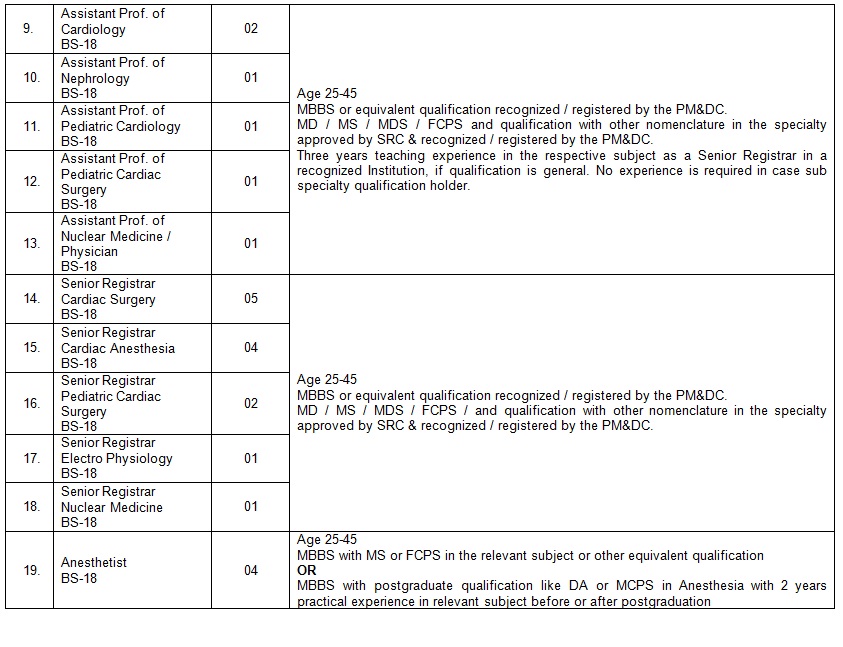 9.
Assistant Prof. of
Cardiology
BS-18
02
10.
Assistant Prof. of
Nephrology
BS-18
01
11.
Assistant Prof. of
Pediatric Cardiology
BS-18
01
12.
Assistant Prof. of
Pediatric Cardiac
Surgery
BS-18
01
13.
Assistant Prof. of
Nuclear Medicine /
Physician
BS-18
01
Age 25-45
MBBS or equivalent qualification recognized / registered by the PM&DC.
MD / MS / MDS / FCPS and qualification with other nomenclature in the specialty
approved by SRC & recognized / registered by the PM&DC.
Three years teaching experience in the respective subject as a Senior Registrar in a
recognized Institution, if qualification is general. No experience is required in case sub
specialty qualification holder.
14.
Senior Registrar
Cardiac Surgery
BS-18
05
15.
Senior Registrar
Cardiac Anesthesia
BS-18
04
16.
Senior Registrar
Pediatric Cardiac
Surgery
BS-18
02
17.
Senior Registrar
Electro Physiology
BS-18
01
18.
Senior Registrar
Nuclear Medicine
BS-18
01
Age 25-45
MBBS or equivalent qualification recognized / registered by the PM&DC.
MD / MS / MDS / FCPS / and qualification with other nomenclature in the specialty
approved by SRC & recognized / registered by the PM&DC.
19.
Anesthetist
BS-18
04
Age 25-45
MBBS with MS or FCPS in the relevant subject or other equivalent qualification
OR
MBBS with postgraduate qualification like DA or MCPS in Anesthesia with 2 years
practical experience in relevant subject before or after postgraduation